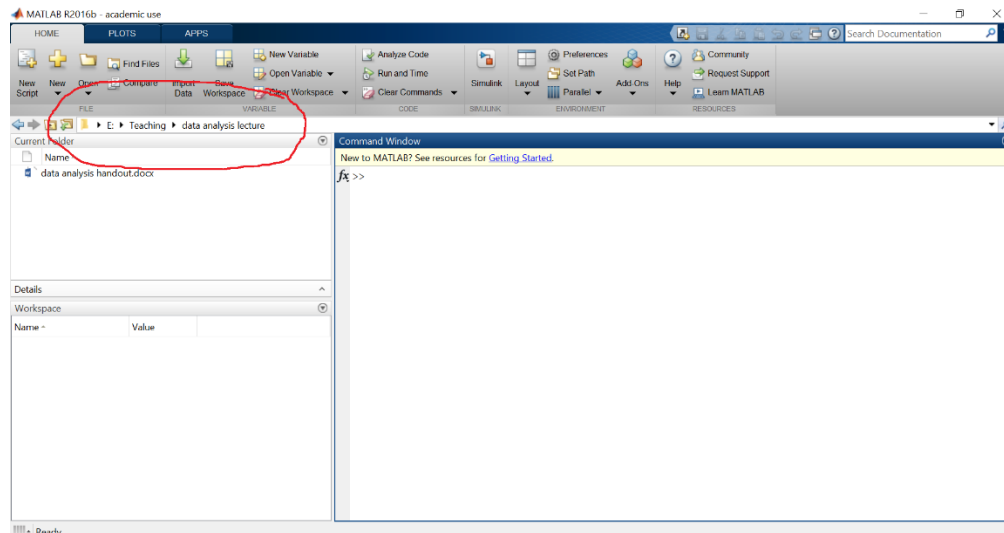 MATLAB R2016b - academic use
HOME PLOTS APPS
Search Documentation
New Script
New
Open
Find Files
Compare
Import Data
Save Workspace
New Variable
Open Variable
Clear Workspace
Analyze Code
Run and Time
Clear Commands
Simulink
Layout
Preferences
Set Path
Parallel
Add-Ons
Help
Community
Request Support
Learn MATLAB
FILE VARIABLE CODE SIMULINK ENVIRONMENT RESOURCES
E: Teaching data analysis lecture
Current Folder
Name
data analysis handout.docx
Details
Workspace
Name Value
Command Window
New to MATLAB? See resources for Getting Started.
fx >>
Ready